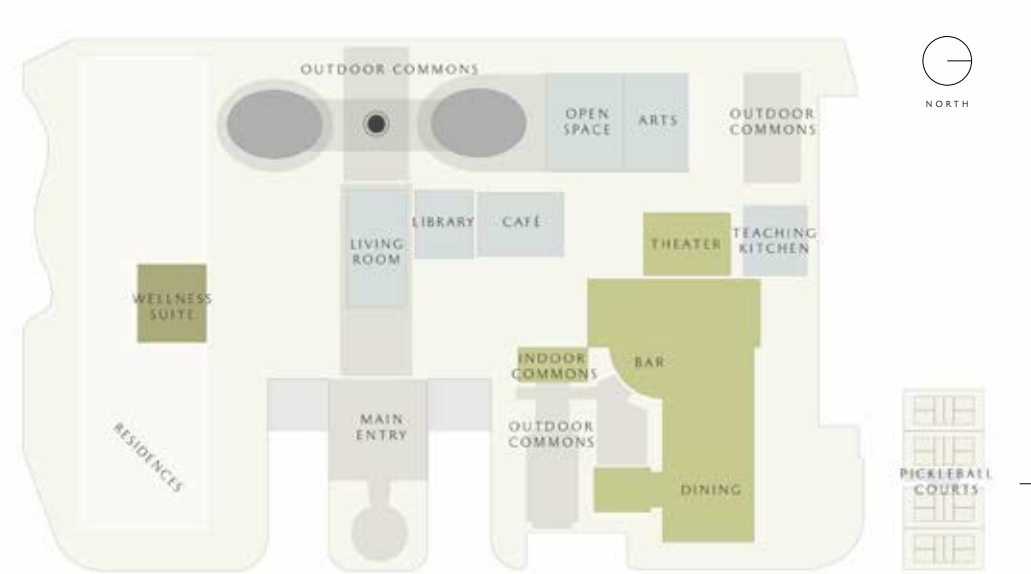 OUTDOOR COMMONS
NORTH
OPEN
SPACE
ARTS
OUTDOOR
COMMONS
LIVING
ROOM
LIBRARY
CAFÉ
THEATER
TEACHING
KITCHEN
WELLNESS
SUITE
INDOOR
COMMONS
BAR
MAIN
ENTRY
OUTDOOR
COMMONS
RESIDENCES
DINING
PICKLEBALL
COURTS